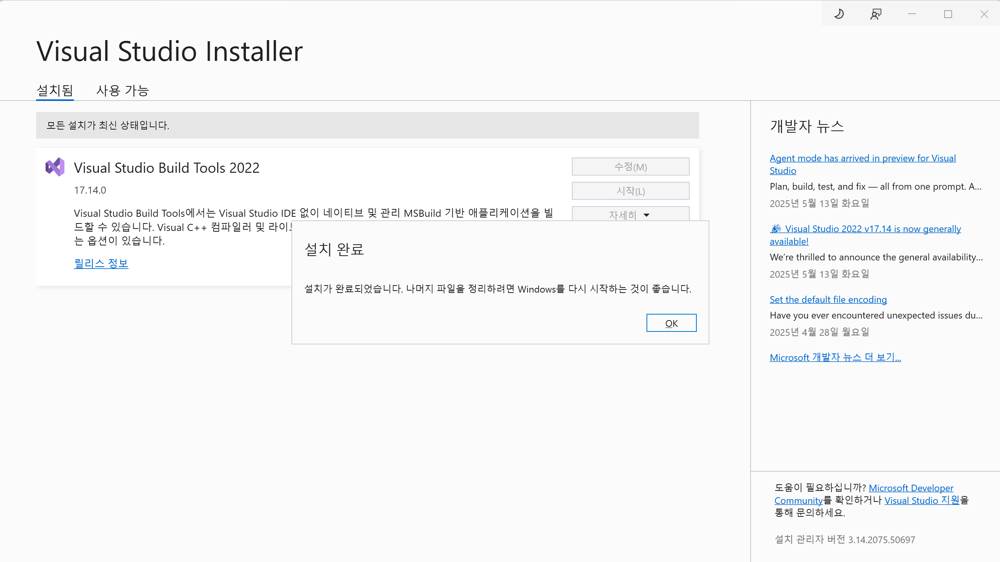 Visual Studio Installer
설치됨 사용 가능
모든 설치가 최신 상태입니다.
Visual Studio Build Tools 2022
17.14.0
Visual Studio Build Tools에서는 Visual Studio IDE 없이 네이티브 및 관리 MSBuild 기반 애플리케이션을 빌
드할 수 있습니다. Visual C++ 컴파일러 및
는 옵션이 있습니다.
릴리스 정보
수정(M)
시작(L)
자세히
설치 완료
설치가 완료되었습니다. 나머지 파일을 정리하려면 Windows를 다시 시작하는 것이 좋습니다.
OK
개발자 뉴스
Agent mode has arrived in preview for Visual
Studio
Plan, build, test, and fix — all from one prompt. A...
2025년 5월 13일 화요일
Visual Studio 2022 v17.14 is now generally
available!
We’re thrilled to announce the general availability...
2025년 5월 13일 화요일
Set the default file encoding
Have you ever encountered unexpected issues du...
2025년 4월 28일 월요일
Microsoft 개발자 뉴스 더 보기...
도움이 필요하십니까? Microsoft Developer
Community를 확인하거나 Visual Studio 지원을
통해 문의하세요.
설치 관리자 버전 3.14.2075.50697